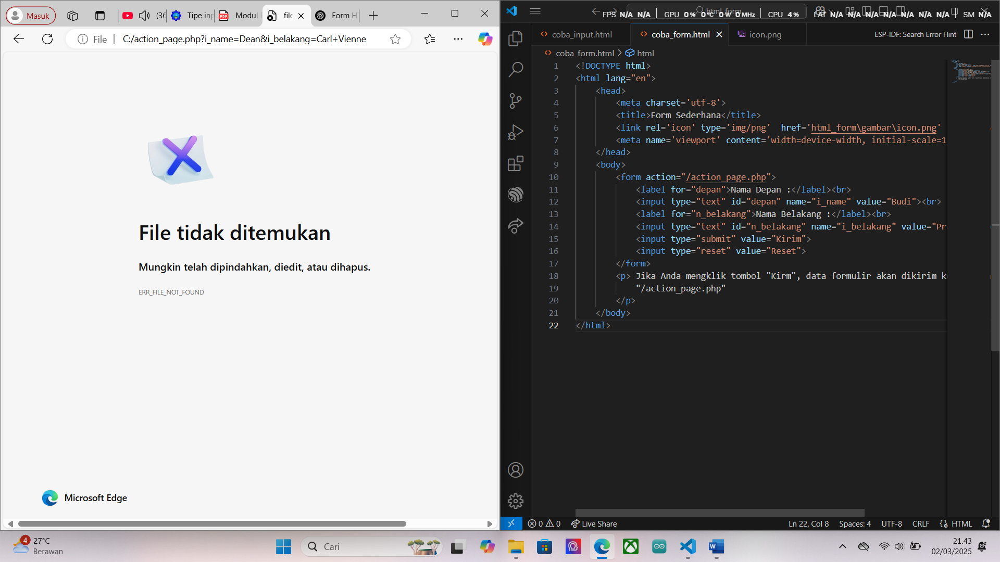 Masuk
(36
Tipe inp
Modul
file
Form H
File
C:/action_page.php?i_name=Dean&i_belakang=Carl+Vienne
File tidak ditemukan
Mungkin telah dipindahkan, diedit, atau dihapus.
ERR_FILE_NOT_FOUND
Microsoft Edge
html_form
FPS N/A N/A GPU 0% 0°C 0W 0MHz CPU 4% LAT N/A N/A N/A N/A N/A N/A N/A SM N/A
coba_input.html
coba_form.html
icon.png
ESP-IDF: Search Error Hint
coba_form.html > html
1 <!DOCTYPE html>
2 <html lang="en">
3 <head>
4 <meta charset='utf-8'>
5 <title>Form Sederhana</title>
6 <link rel='icon' type='img/png'  href='html_form\gambar\icon.png'
7 <meta name='viewport' content='width=device-width, initial-scale=1
8 </head>
9 <body>
10 <form action="/action_page.php">
11 <label for="depan">Nama Depan :</label><br>
12 <input type="text" id="depan" name="i_name" value="Budi"><br>
13 <label for="n_belakang">Nama Belakang :</label><br>
14 <input type="text" id="n_belakang" name="i_belakang" value="Pr
15 <input type="submit" value="Kirim">
16 <input type="reset" value="Reset">
17 </form>
18 <p> Jika Anda mengklik tombol "Kirm", data formulir akan dikirim ke
19 "/action_page.php"
20 </p>
21 </body>
22 </html>
0 0 Live Share
Ln 22, Col 8
Spaces: 4
UTF-8
CRLF
{} HTML
4
27°C
Berawan
Cari
21.43
02/03/2025